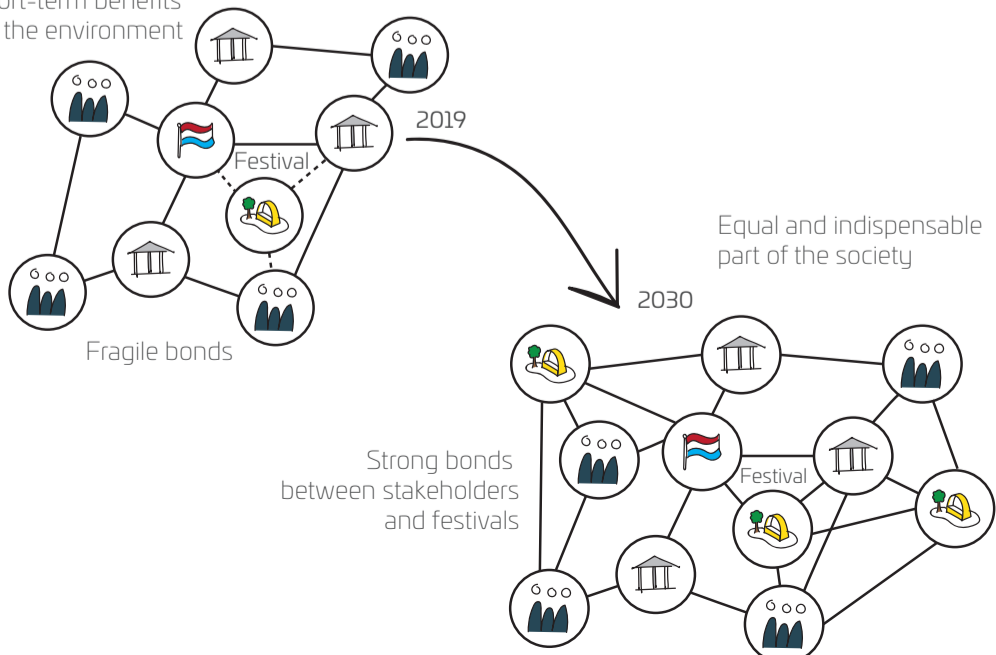 the environment
2019
Festival
Fragile bonds
Equal and indispensable
part of the society
2030
Strong bonds
between stakeholders
and festivals
Festival